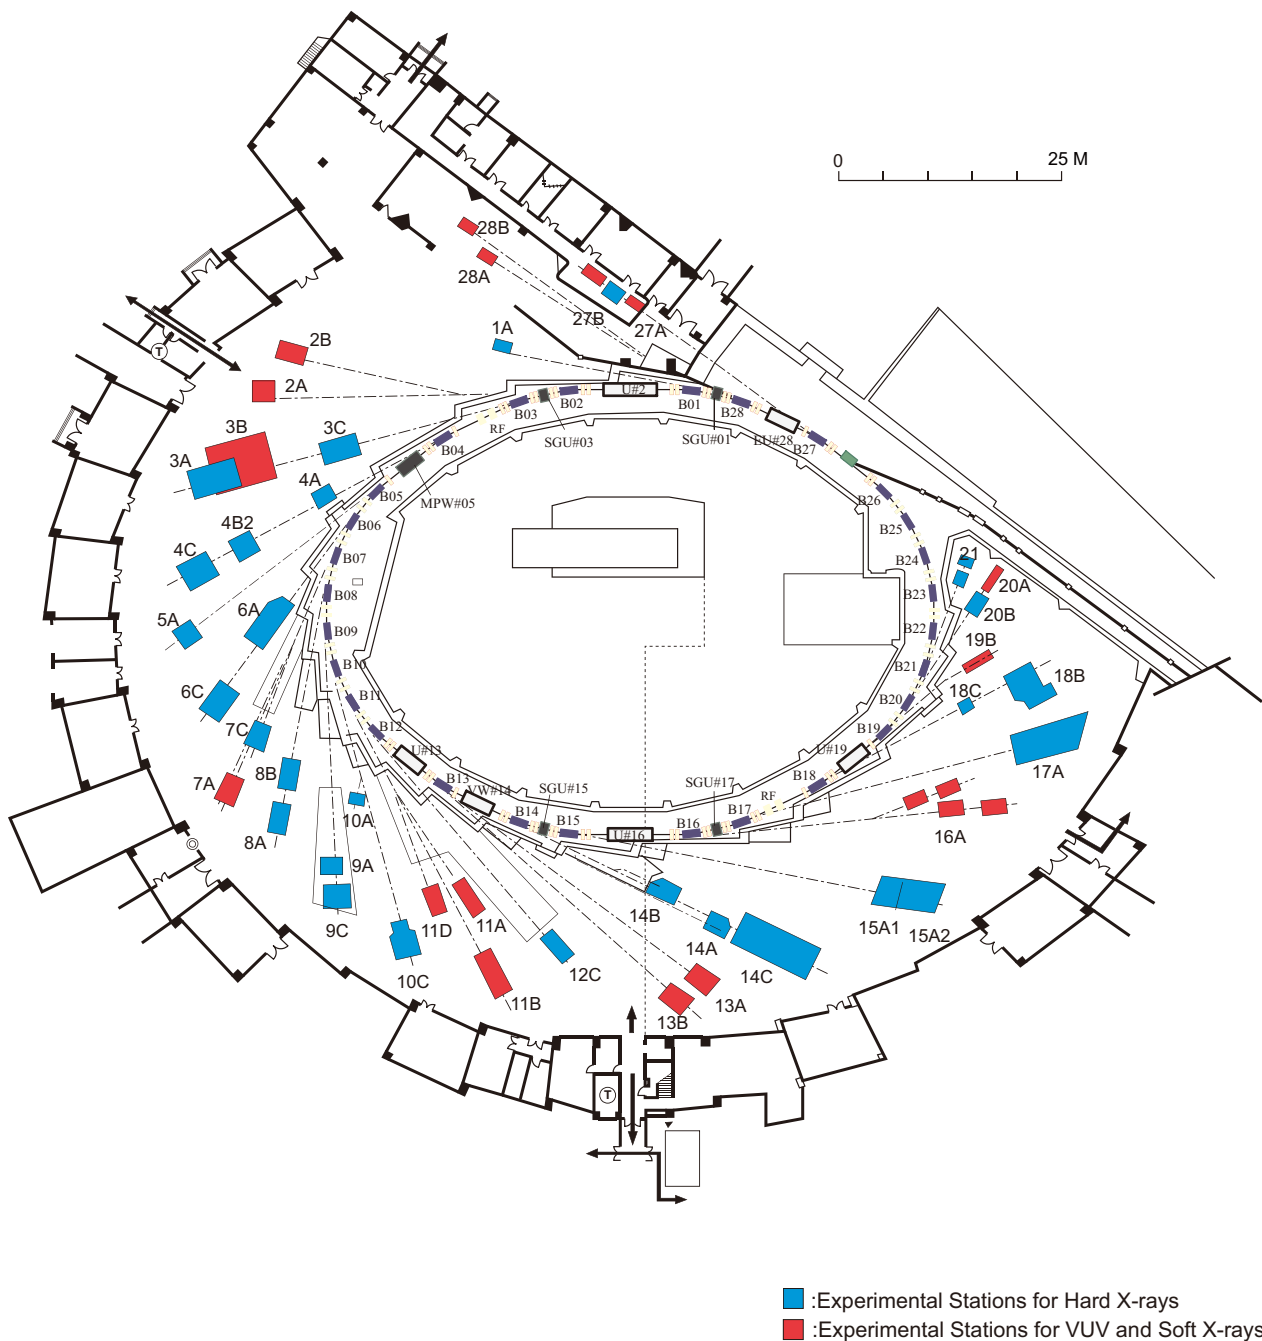 0
25 M
28B
28A
27B
27A
1A
2B
2A
3B
3C
3A
4A
4B2
4C
5A
6A
6C
7C
7A
8B
8A
9A
9C
10A
10C
11D
11A
11B
12C
13B
13A
14B
14A
14C
15A1
15A2
16A
17A
18B
18C
19B
20B
20A
21
U#2
B01
B28
EU#28
B27
B26
B25
B24
B23
B22
B21
B20
B19
U#19
B18
RF
B17
SGU#17
B16
U#16
B15
SGU#15
B14
VW#14
B13
U#13
B12
B11
B10
B09
B08
B07
B06
B05
MPW#05
B04
RF
B03
SGU#03
B02
SGU#01
T
T
:Experimental Stations for Hard X-rays
:Experimental Stations for VUV and Soft X-rays